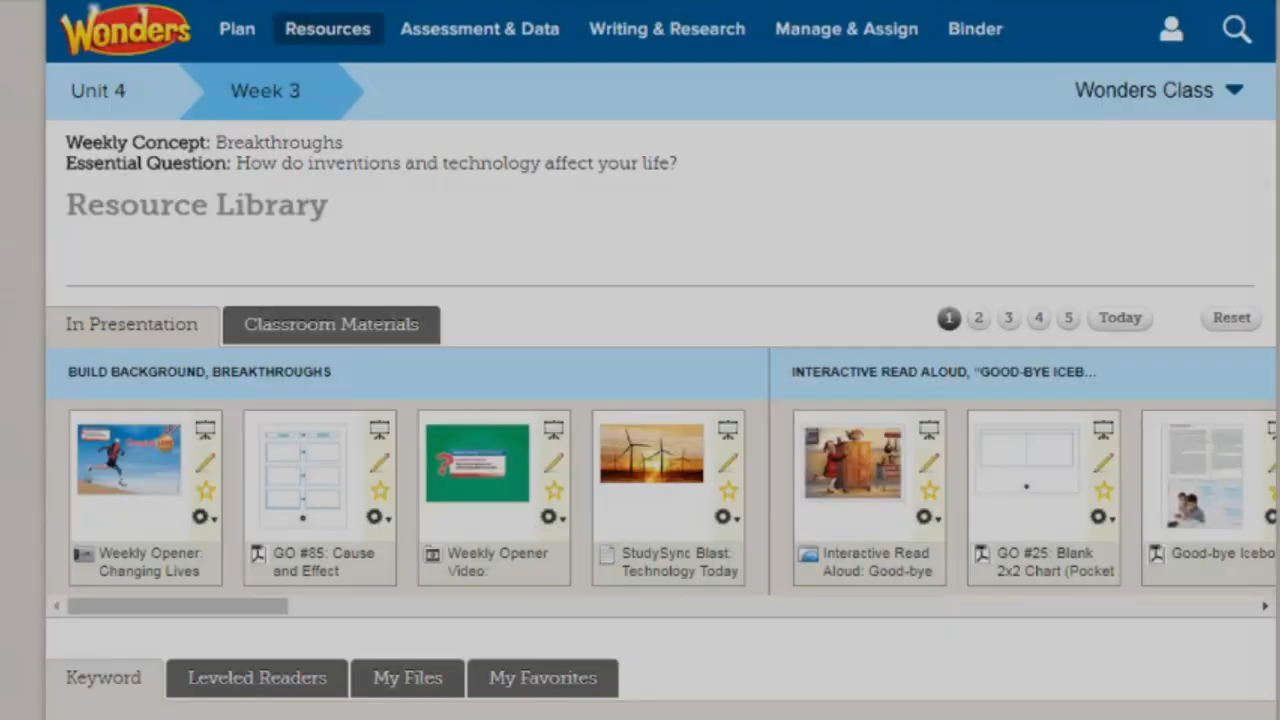 Wonders
Plan
Resources
Assessment & Data
Writing & Research
Manage & Assign
Binder
Unit 4
Week 3
Wonders Class
Weekly Concept: Breakthroughs
Essential Question: How do inventions and technology affect your life?
Resource Library
In Presentation
Classroom Materials
1
2
3
4
5
Today
Reset
BUILD BACKGROUND, BREAKTHROUGHS
INTERACTIVE READ ALOUD, "GOOD-BYE ICEB...
Weekly Opener:
Changing Lives
GO #85: Cause
and Effect
Weekly Opener
Video:
StudySync Blast:
Technology Today
Interactive Read
Aloud: Good-bye
GO #25: Blank
2x2 Chart (Pocket
Good-bye Icebo
Keyword
Leveled Readers
My Files
My Favorites